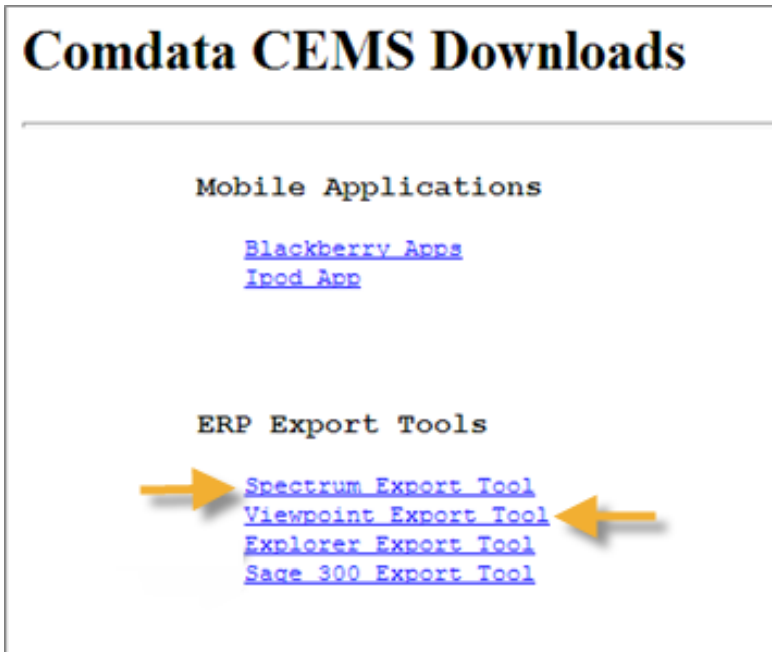 Comdata CEMS Downloads
Mobile Applications
Blackberry Apps
Ipod App
ERP Export Tools
Spectrum Export Tool
Viewpoint Export Tool
Explorer Export Tool
Sage 300 Export Tool